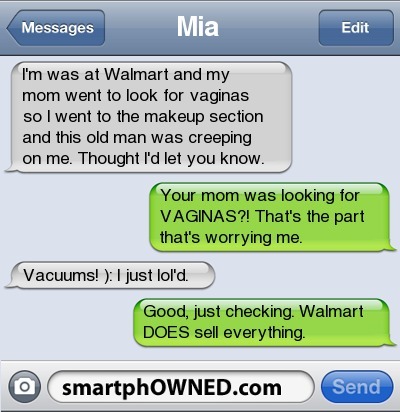 Messages
Mia
Edit
I'm was at Walmart and my
mom went to look for vaginas
so I went to the makeup section
and this old man was creeping
on me. Thought I'd let you know.
Your mom was looking for
VAGINAS?! That's the part
that's worrying me.
Vacuums! ): I just lol'd.
Good, just checking. Walmart
DOES sell everything.
smartphOWNED.com
Send